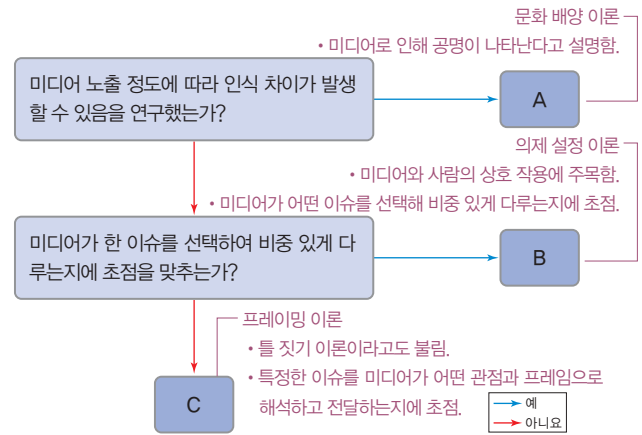 문화 배양 이론
• 미디어로 인해 공명이 나타난다고 설명함.
미디어 노출 정도에 따라 인식 차이가 발생
할 수 있음을 연구했는가?
A
의제 설정 이론
• 미디어와 사람의 상호 작용에 주목함.
• 미디어가 어떤 이슈를 선택해 비중 있게 다루는지에 초점.
미디어가 한 이슈를 선택하여 비중 있게 다
루는지에 초점을 맞추는가?
B
프레이밍 이론
• 틀 짓기 이론이라고도 불림.
• 특정한 이슈를 미디어가 어떤 관점과 프레임으로
해석하고 전달하는지에 초점.
C
예
아니요